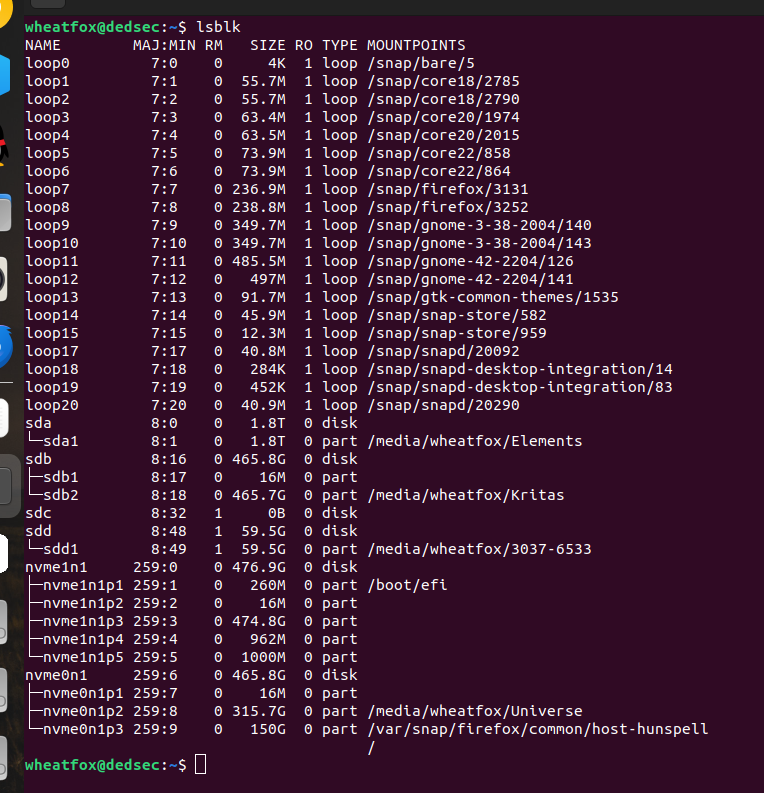 wheatfox@dedsec:~$ lsblk
NAME        MAJ:MIN RM   SIZE RO TYPE MOUNTPOINTS
loop0         7:0    0     4K  1 loop /snap/bare/5
loop1         7:1    0  55.7M  1 loop /snap/core18/2785
loop2         7:2    0  55.7M  1 loop /snap/core18/2790
loop3         7:3    0  63.4M  1 loop /snap/core20/1974
loop4         7:4    0  63.5M  1 loop /snap/core20/2015
loop5         7:5    0  73.9M  1 loop /snap/core22/858
loop6         7:6    0  73.9M  1 loop /snap/core22/864
loop7         7:7    0 236.9M  1 loop /snap/firefox/3131
loop8         7:8    0 238.8M  1 loop /snap/firefox/3252
loop9         7:9    0 349.7M  1 loop /snap/gnome-3-38-2004/140
loop10        7:10   0 349.7M  1 loop /snap/gnome-3-38-2004/143
loop11        7:11   0 485.5M  1 loop /snap/gnome-42-2204/126
loop12        7:12   0   497M  1 loop /snap/gnome-42-2204/141
loop13        7:13   0  91.7M  1 loop /snap/gtk-common-themes/1535
loop14        7:14   0  45.9M  1 loop /snap/snap-store/582
loop15        7:15   0  12.3M  1 loop /snap/snap-store/959
loop17        7:17   0  40.8M  1 loop /snap/snapd/20092
loop18        7:18   0   284K  1 loop /snap/snapd-desktop-integration/14
loop19        7:19   0   452K  1 loop /snap/snapd-desktop-integration/83
loop20        7:20   0  40.9M  1 loop /snap/snapd/20290
sda           8:0    0   1.8T  0 disk
└─sda1        8:1    0   1.8T  0 part /media/wheatfox/Elements
sdb           8:16   0 465.8G  0 disk
├─sdb1        8:17   0    16M  0 part
└─sdb2        8:18   0 465.7G  0 part /media/wheatfox/Kritas
sdc           8:32   1     0B  0 disk
sdd           8:48   1  59.5G  0 disk
└─sdd1        8:49   1  59.5G  0 part /media/wheatfox/3037-6533
nvme1n1     259:0    0 476.9G  0 disk
├─nvme1n1p1 259:1    0   260M  0 part /boot/efi
├─nvme1n1p2 259:2    0    16M  0 part
├─nvme1n1p3 259:3    0 474.8G  0 part
├─nvme1n1p4 259:4    0   962M  0 part
└─nvme1n1p5 259:5    0  1000M  0 part
nvme0n1     259:6    0 465.8G  0 disk
├─nvme0n1p1 259:7    0    16M  0 part
├─nvme0n1p2 259:8    0 315.7G  0 part /media/wheatfox/Universe
└─nvme0n1p3 259:9    0   150G  0 part /var/snap/firefox/common/host-hunspell
                                      /
wheatfox@dedsec:~$